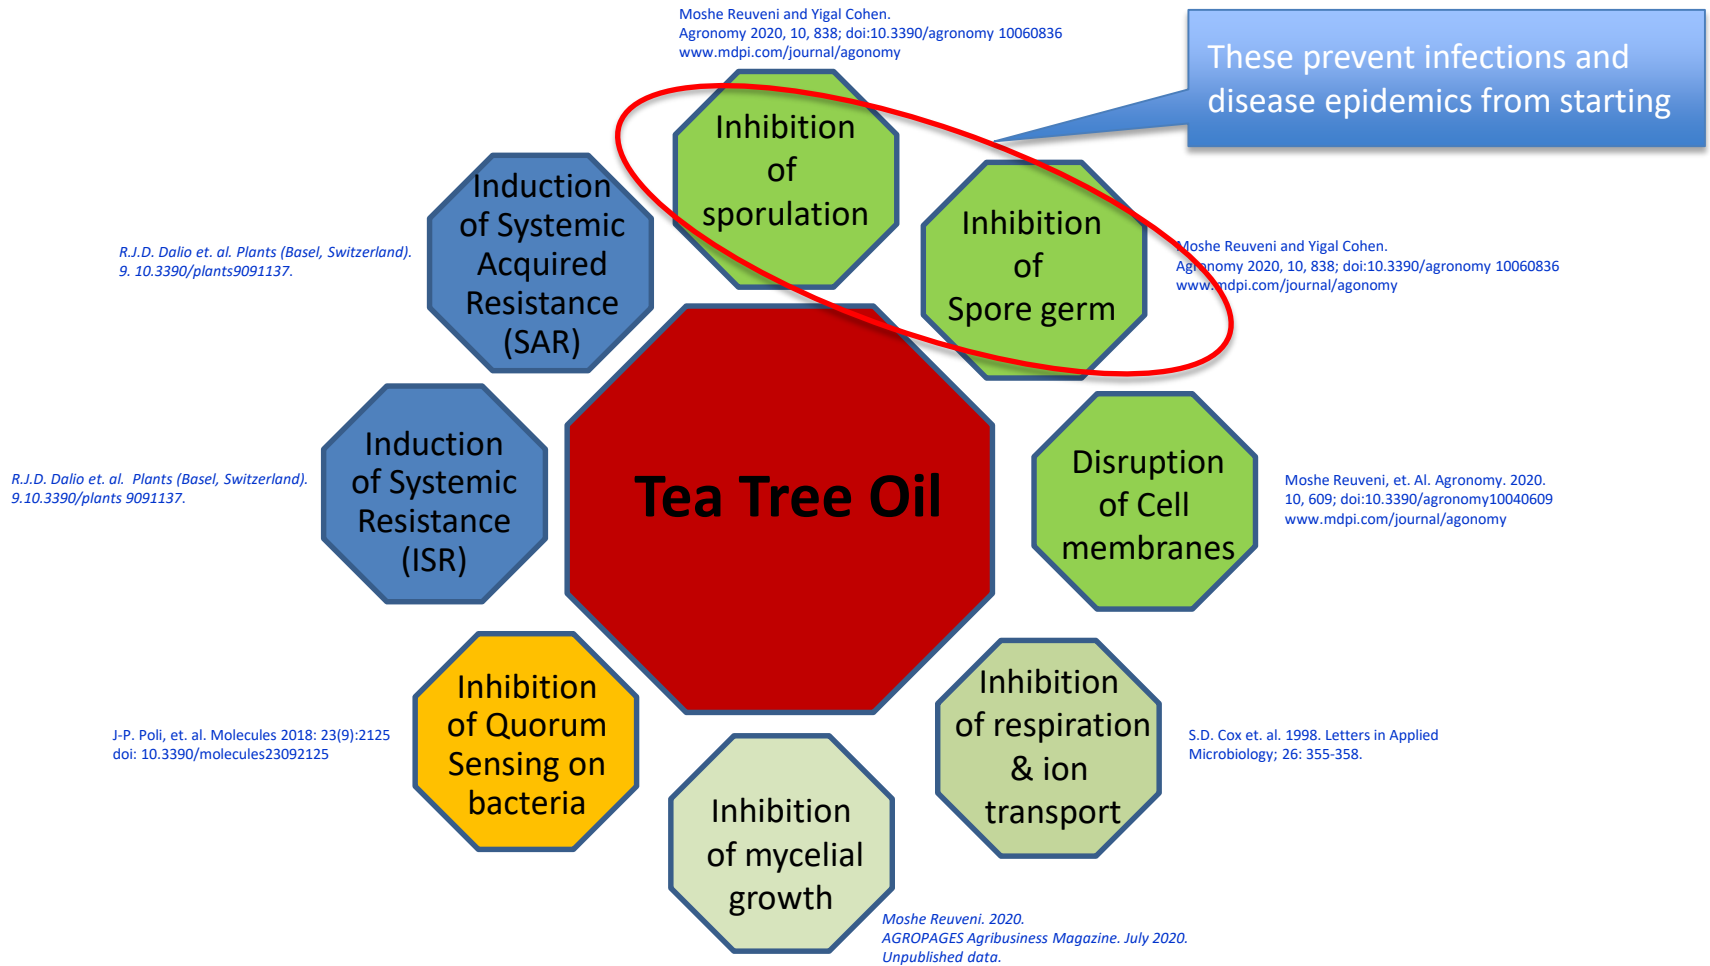 Moshe Reuveni and Yigal Cohen.
Agronomy 2020, 10, 838; doi:10.3390/agronomy 10060836
www.mdpi.com/journal/agonomy
These prevent infections and
disease epidemics from starting
Inhibition
of
sporulation
Inhibition
of
Spore germ
Moshe Reuveni and Yigal Cohen.
Agronomy 2020, 10, 838; doi:10.3390/agronomy 10060836
www.mdpi.com/journal/agonomy
Induction
of Systemic
Acquired
Resistance
(SAR)
R.J.D. Dalio et. al. Plants (Basel, Switzerland).
9. 10.3390/plants9091137.
Induction
of Systemic
Resistance
(ISR)
R.J.D. Dalio et. al.  Plants (Basel, Switzerland).
9.10.3390/plants 9091137.
Tea Tree Oil
Disruption
of Cell
membranes
Moshe Reuveni, et. Al. Agronomy. 2020.
10, 609; doi:10.3390/agronomy10040609
www.mdpi.com/journal/agonomy
Inhibition
of Quorum
Sensing on
bacteria
J-P. Poli, et. al. Molecules 2018: 23(9):2125
doi: 10.3390/molecules23092125
Inhibition
of respiration
& ion
transport
S.D. Cox et. al. 1998. Letters in Applied
Microbiology; 26: 355-358.
Inhibition
of mycelial
growth
Moshe Reuveni. 2020.
AGROPAGES Agribusiness Magazine. July 2020.
Unpublished data.